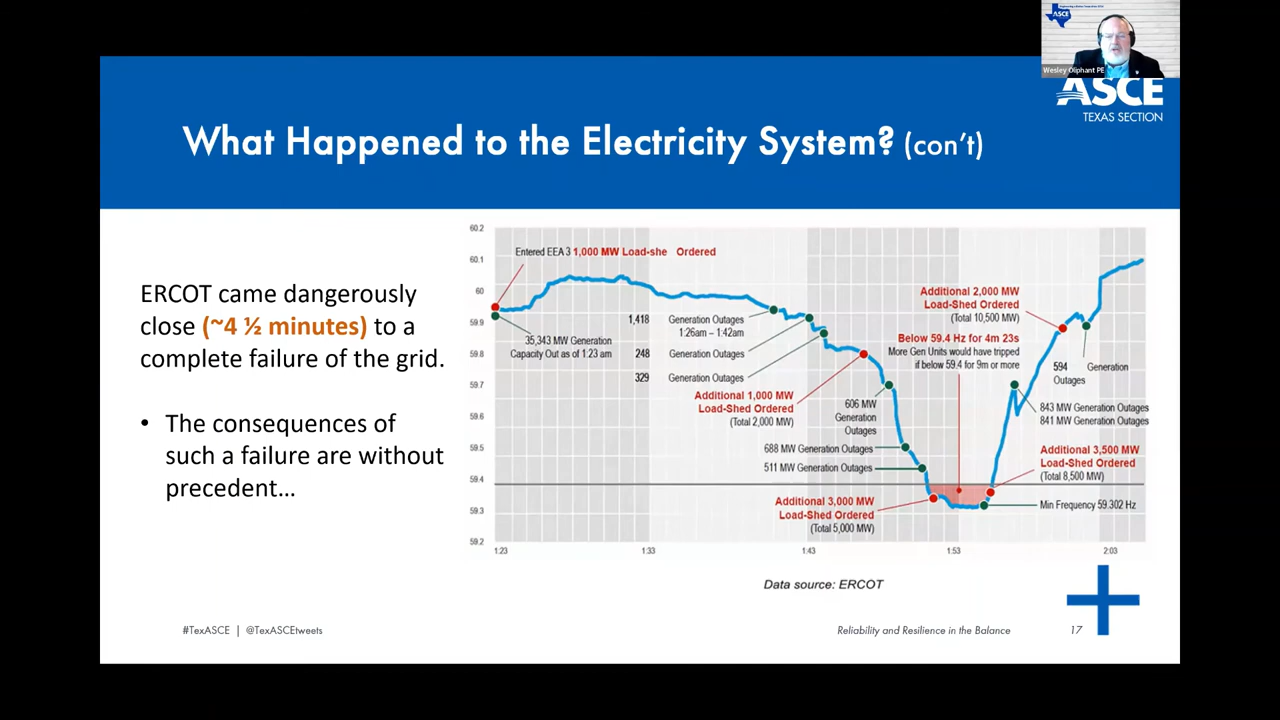 ASCE
Wesley Oliphant PE
ASCE
TEXAS SECTION
What Happened to the Electricity System? (con't)
ERCOT came dangerously
close (~4 ½ minutes) to a
complete failure of the grid.
• The consequences of
such a failure are without
precedent...
60.2
60.1
60
59.9
59.8
59.7
59.6
59.5
59.4
59.3
59.2
1:23
1:33
1:43
1:53
2:03
Entered EEA 3 1,000 MW Load-she Ordered
35,343 MW Generation
Capacity Out as of 1:23 am
1,418 Generation Outages
1:26am – 1:42am
248 Generation Outages
329 Generation Outages
Additional 1,000 MW
Load-Shed Ordered
(Total 2,000 MW)
606 MW
Generation
Outages
688 MW Generation Outages
511 MW Generation Outages
Additional 3,000 MW
Load-Shed Ordered
(Total 5,000 MW)
Additional 2,000 MW
Load-Shed Ordered
(Total 10,500 MW)
Below 59.4 Hz for 4m 23s
More Gen Units would have tripped
if below 59.4 for 9m or more
594 Generation
Outages
843 MW Generation Outages
841 MW Generation Outages
Additional 3,500 MW
Load-Shed Ordered
(Total 8,500 MW)
Min Frequency 59.302 Hz
Data source: ERCOT
#TexASCE | @TexASCEtweets
Reliability and Resilience in the Balance
17